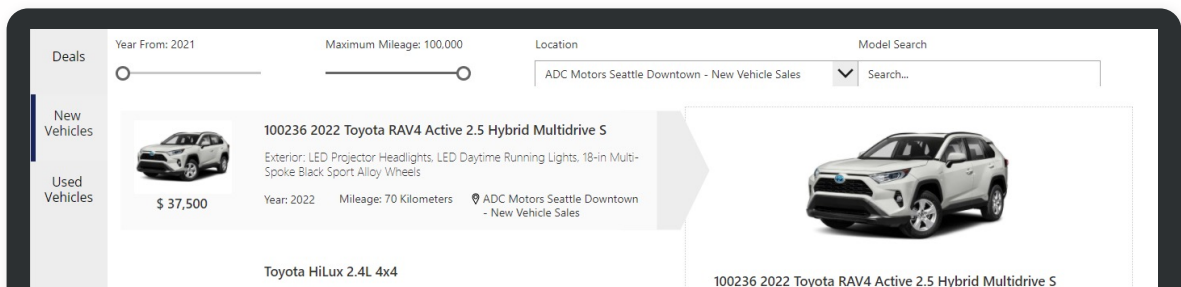 Deals
New
Vehicles
Used
Vehicles
Year From: 2021
Maximum Mileage: 100,000
Location
Model Search
ADC Motors Seattle Downtown - New Vehicle Sales
Search...
100236 2022 Toyota RAV4 Active 2.5 Hybrid Multidrive S
Exterior: LED Projector Headlights, LED Daytime Running Lights, 18-in Multi-
Spoke Black Sport Alloy Wheels
$ 37,500
Year: 2022
Mileage: 70 Kilometers
ADC Motors Seattle Downtown
- New Vehicle Sales
Toyota HiLux 2.4L 4x4
100236 2022 Toyota RAV4 Active 2.5 Hybrid Multidrive S